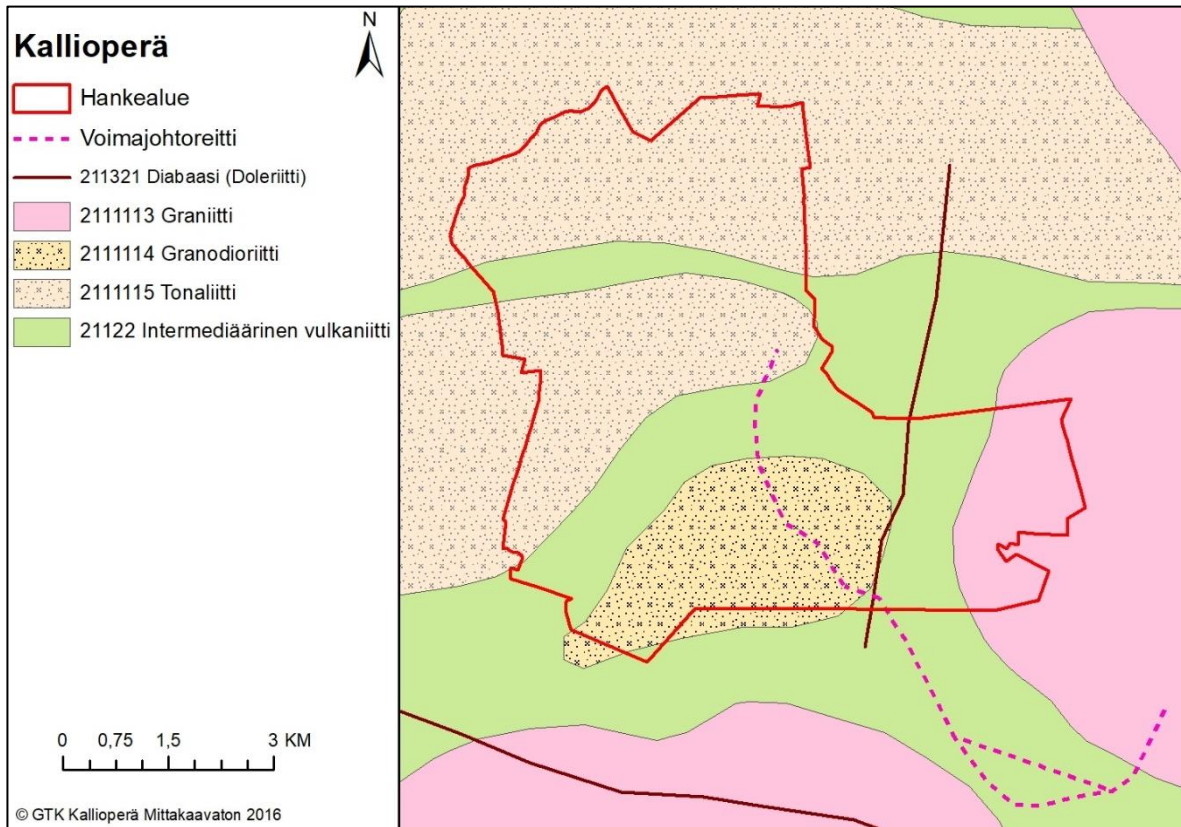 N
Kallioperä
Hankealue
Voimajohtoreitti
211321 Diabaasi (Doleriitti)
2111113 Graniitti
2111114 Granodioriitti
2111115 Tonaliitti
21122 Intermediäärinen vulkaniitti
0 0,75 1,5 3 KM
© GTK Kallioperä Mittakaavaton 2016